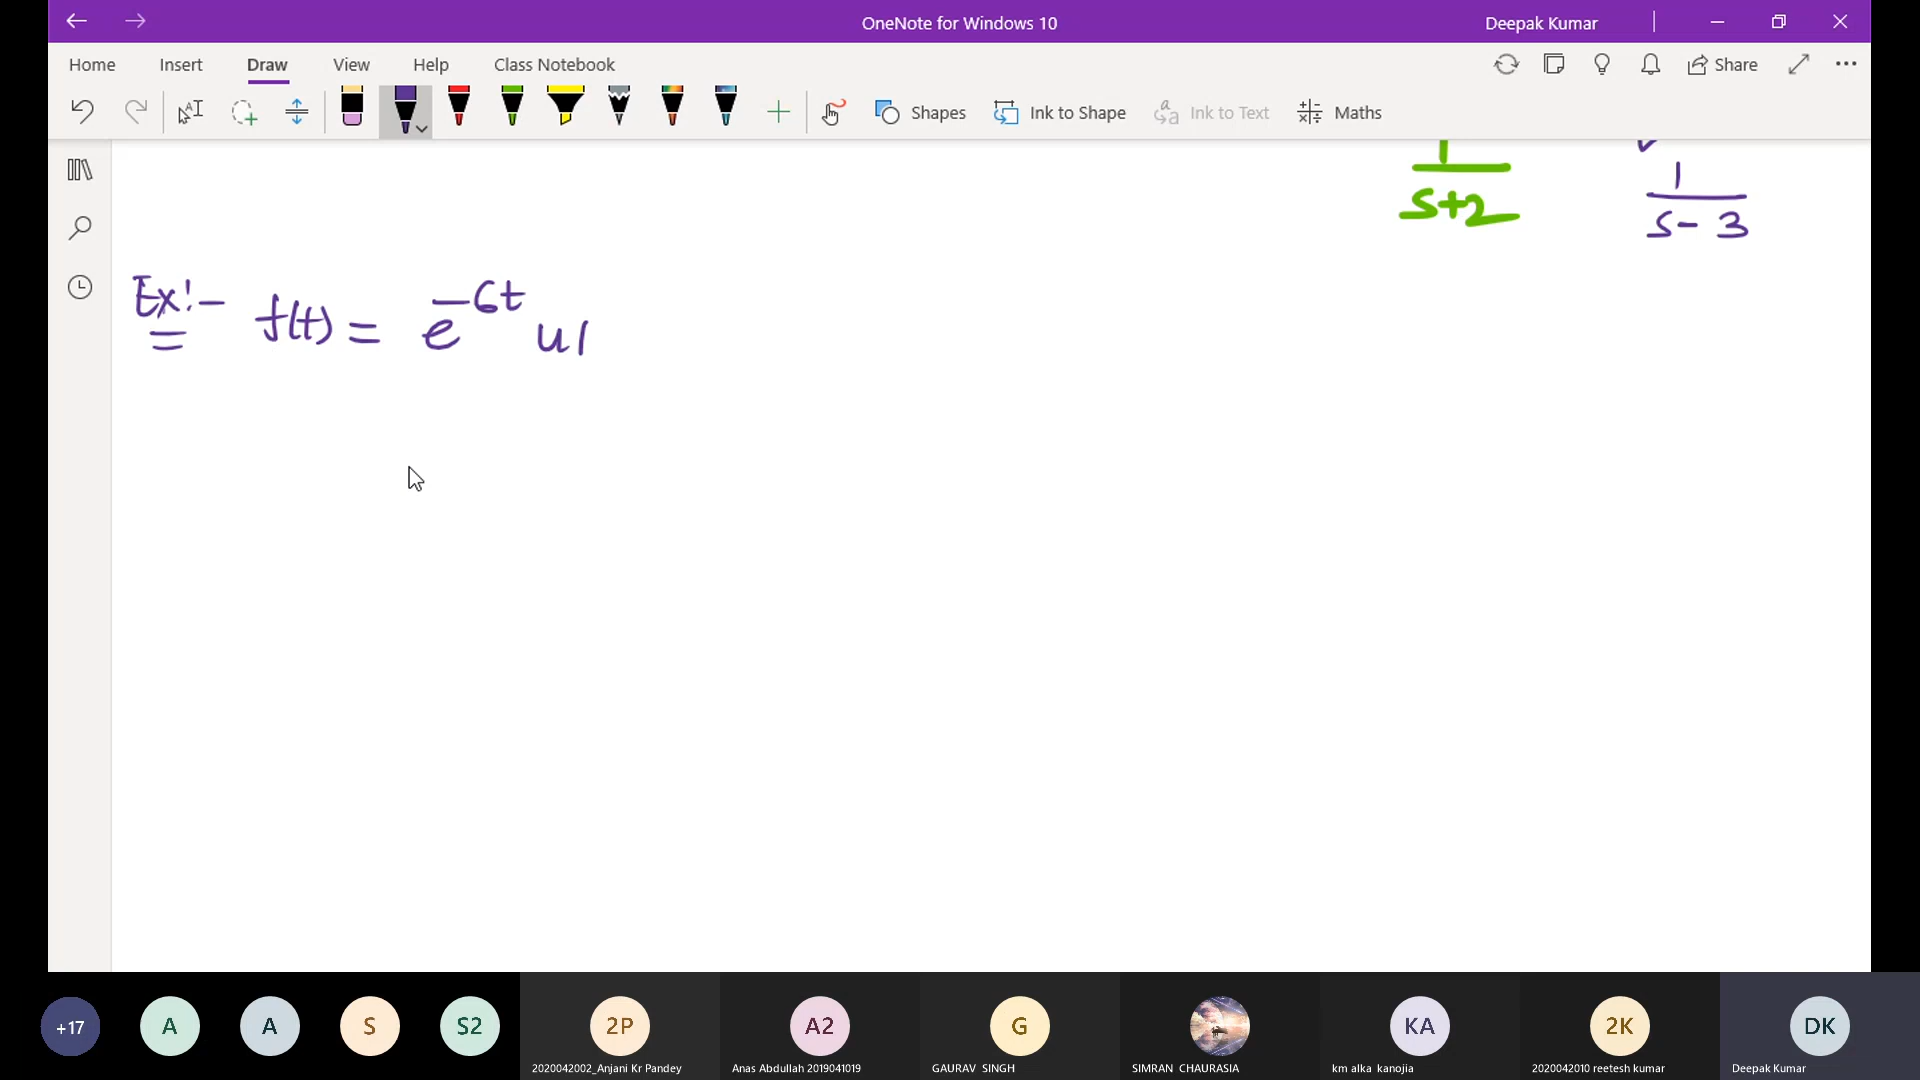 OneNote for Windows 10
Deepak Kumar
Home Insert Draw View Help Class Notebook
Share
Shapes Ink to Shape Ink to Text Maths
1
s+2
1
s-3
Ex:- f(t) = e^-6t u(
+17 A A S S2 2P A2 G KA 2K DK
2020042002_Anjani Kr Pandey Anas Abdullah 2019041019 GAURAV SINGH SIMRAN CHAURASIA km alka kanojia 2020042010 reetesh kumar Deepak Kumar